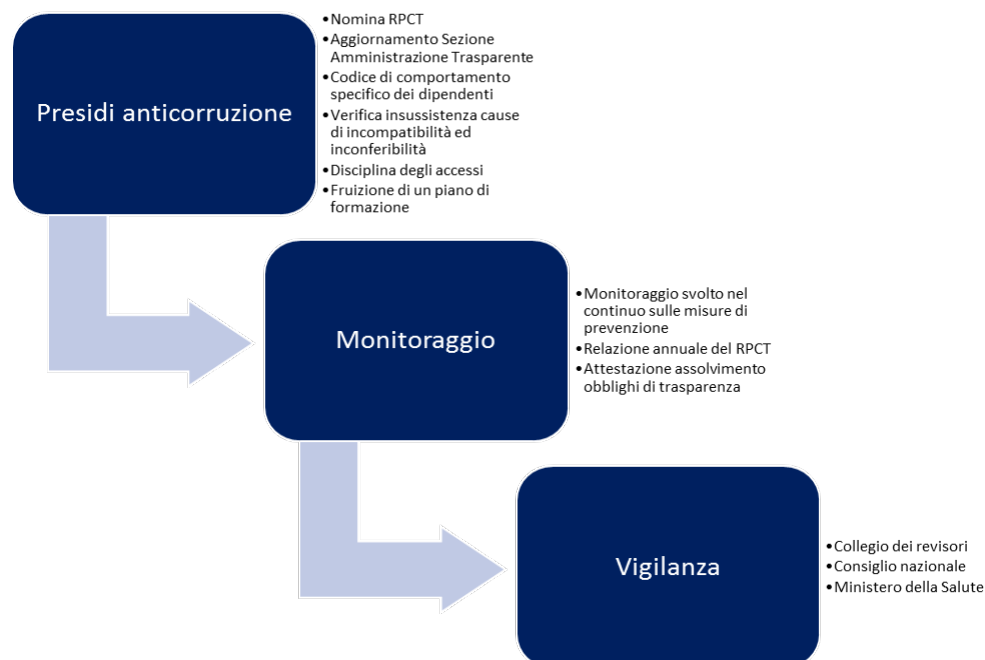 Presidi anticorruzione
•Nomina RPCT
•Aggiornamento Sezione
Amministrazione Trasparente
•Codice di comportamento
specifico dei dipendenti
•Verifica insussistenza cause
di incompatibilità ed
inconferibilità
•Disciplina degli accessi
•Fruizione di un piano di
formazione
Monitoraggio
•Monitoraggio svolto nel
continuo sulle misure di
prevenzione
•Relazione annuale del RPCT
•Attestazione assolvimento
obblighi di trasparenza
Vigilanza
•Collegio dei revisori
•Consiglio nazionale
•Ministero della Salute